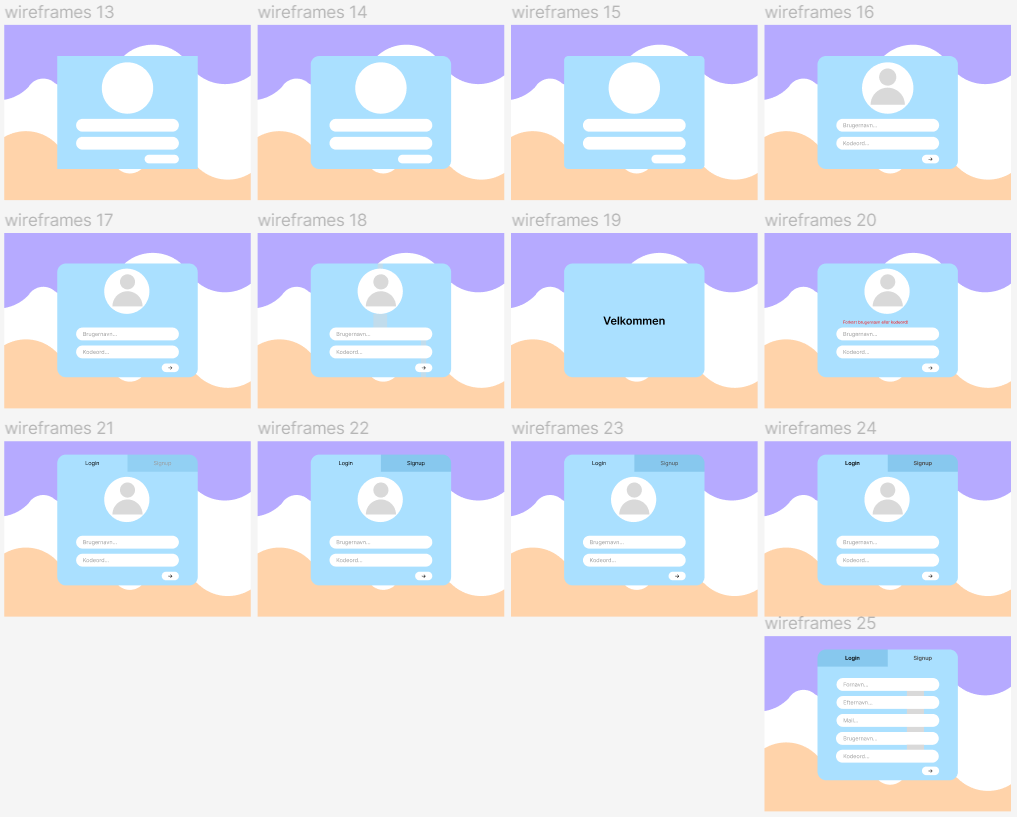 wireframes 13
wireframes 14
wireframes 15
wireframes 16
Brugernavn...
Kodeord...
→
wireframes 17
Brugernavn...
Kodeord...
→
wireframes 18
Brugernavn...
Kodeord...
→
wireframes 19
Velkommen
wireframes 20
Forkert brugernavn eller kodeord!
Brugernavn...
Kodeord...
→
wireframes 21
Login Signup
Brugernavn...
Kodeord...
→
wireframes 22
Login Signup
Brugernavn...
Kodeord...
→
wireframes 23
Login Signup
Brugernavn...
Kodeord...
→
wireframes 24
Login Signup
Brugernavn...
Kodeord...
→
wireframes 25
Login Signup
Fornavn...
Efternavn...
Mail...
Brugernavn...
Kodeord...
→